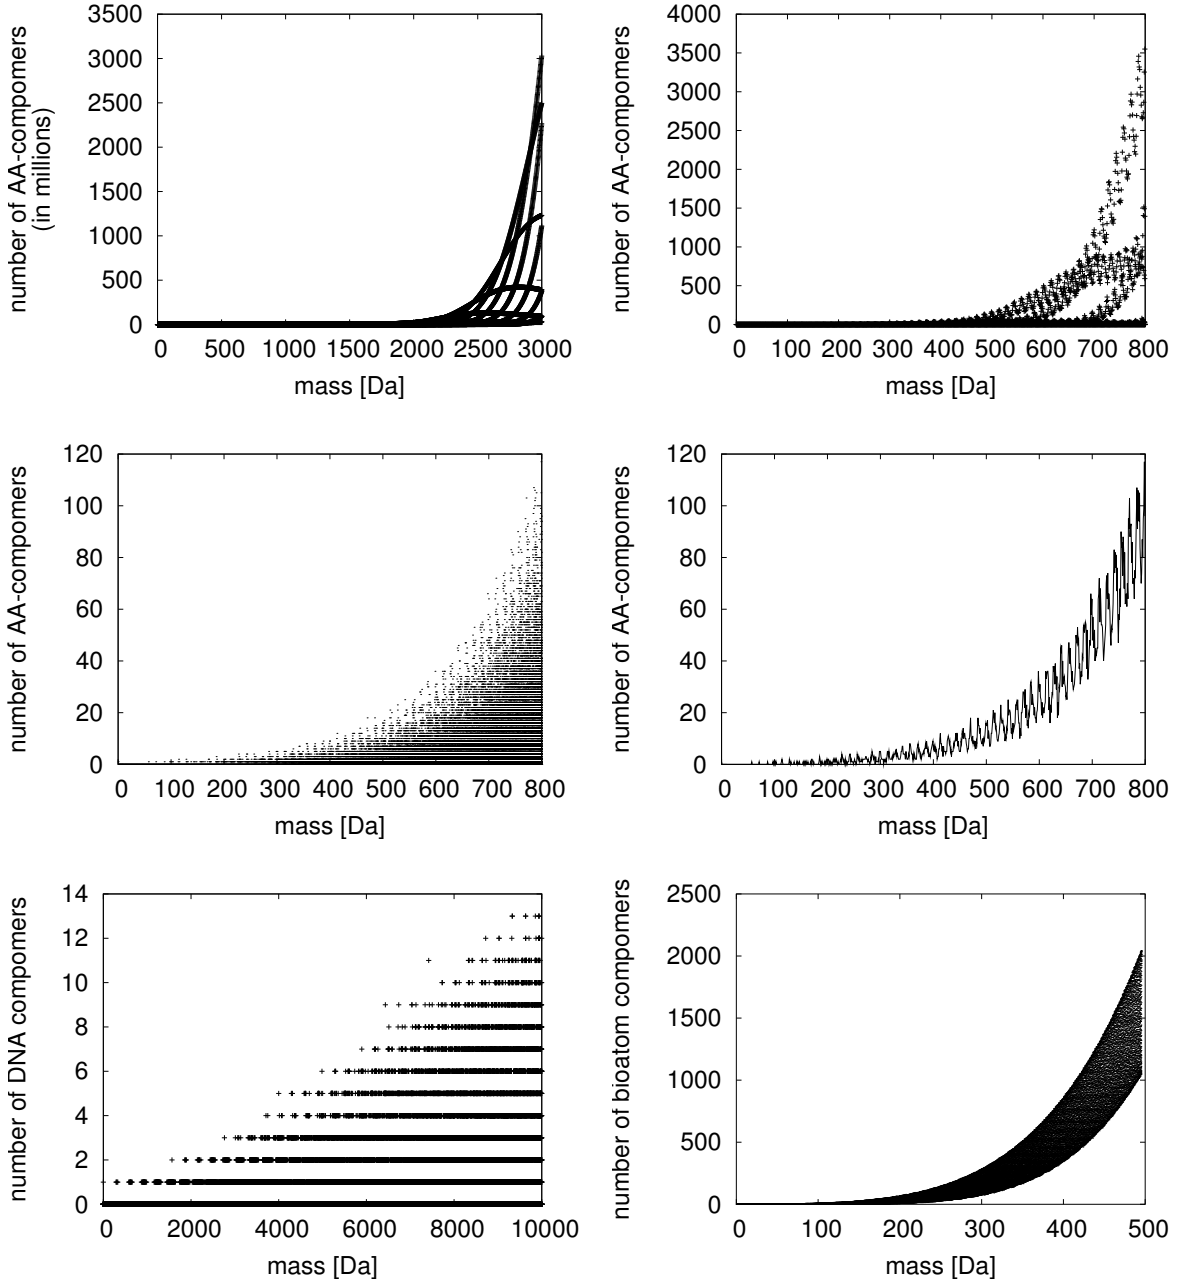 number of AA-compomers
(in millions)
3500
3000
2500
2000
1500
1000
500
0
0 500 1000 1500 2000 2500 3000
mass [Da]
number of AA-compomers
4000
3500
3000
2500
2000
1500
1000
500
0
0 100 200 300 400 500 600 700 800
mass [Da]
number of AA-compomers
120
100
80
60
40
20
0
0 100 200 300 400 500 600 700 800
mass [Da]
number of AA-compomers
120
100
80
60
40
20
0
0 100 200 300 400 500 600 700 800
mass [Da]
number of DNA compomers
14
12
10
8
6
4
2
0
0 2000 4000 6000 8000 10000
mass [Da]
number of bioatom compomers
2500
2000
1500
1000
500
0
0 100 200 300 400 500
mass [Da]